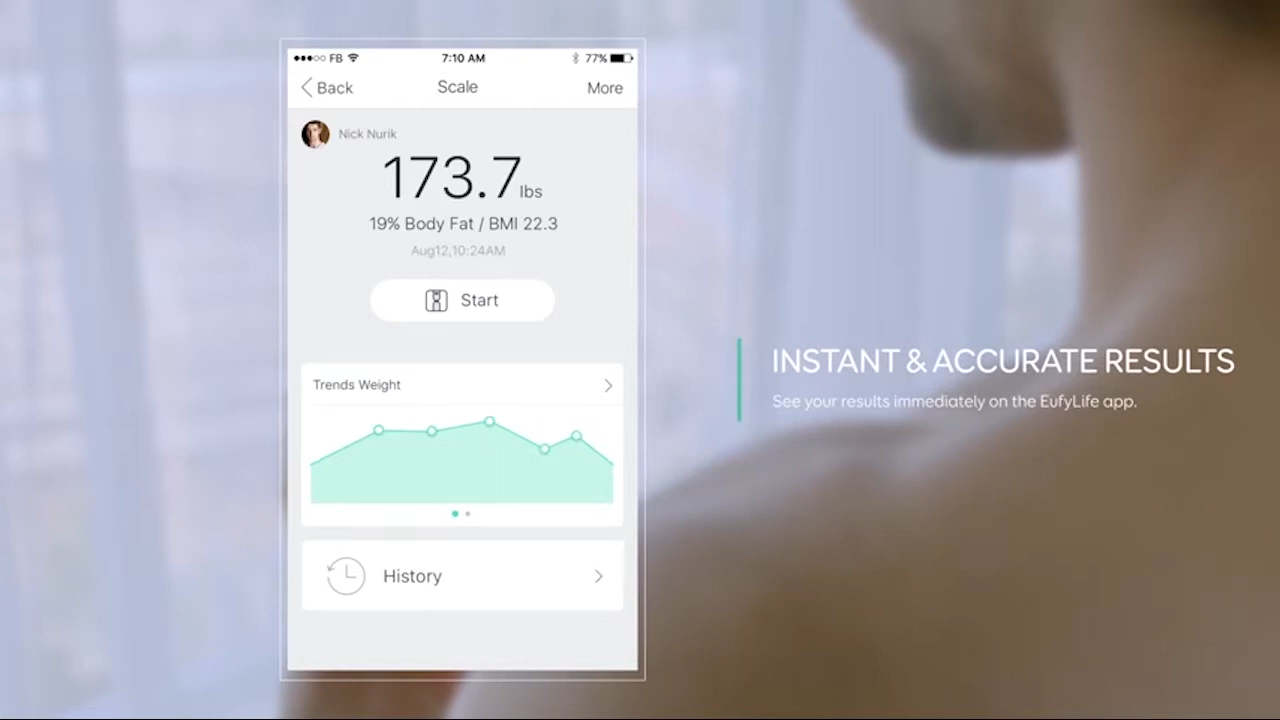 FB
7:10 AM
77%
Back
Scale
More
Nick Nurik
173.7 lbs
19% Body Fat / BMI 22.3
Aug12,10:24AM
Start
Trends Weight
History
INSTANT & ACCURATE RESULTS
See your results immediately on the EufyLife app.